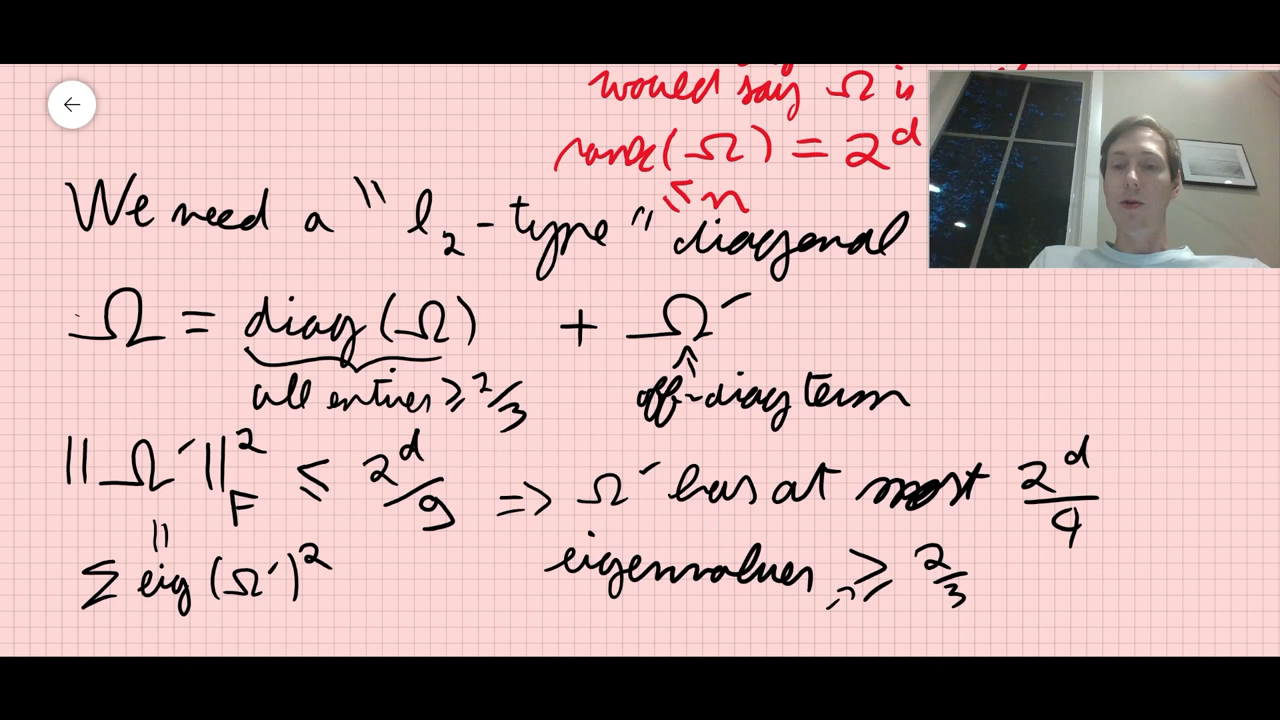 would say Ω is
rank(Ω) = 2^d
≤ n
We need a "l_2-type" diagonal
Ω = diag(Ω) + Ω′
all entries ≥ 2/3
off-diag term
||Ω′||_F^2 ≤ 2^d/9 => Ω′ has at most 2^d/4
"
Σ eig(Ω′)^2
eigenvalues ≥ 2/3